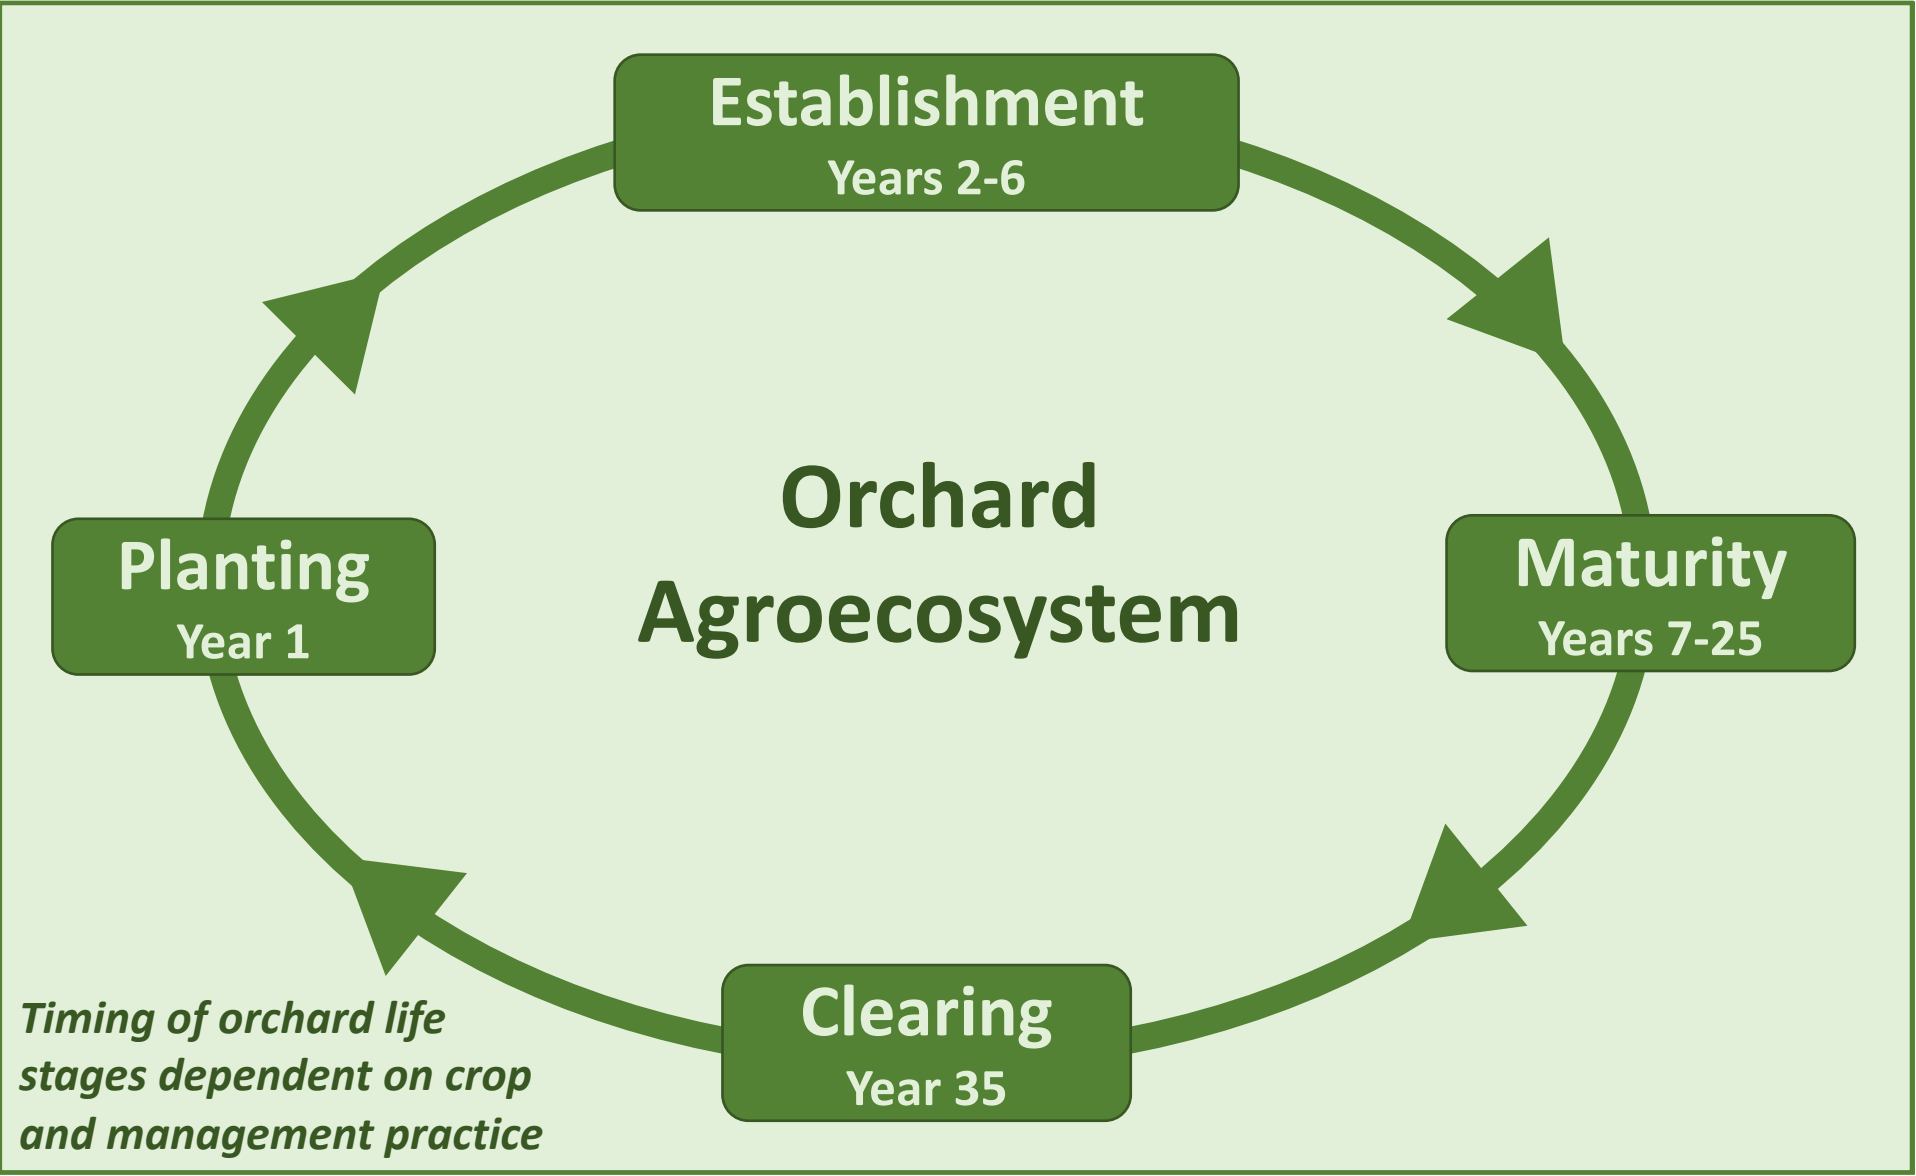 Establishment
Years 2-6
Orchard
Agroecosystem
Planting
Year 1
Maturity
Years 7-25
Clearing
Year 35
Timing of orchard life
stages dependent on crop
and management practice